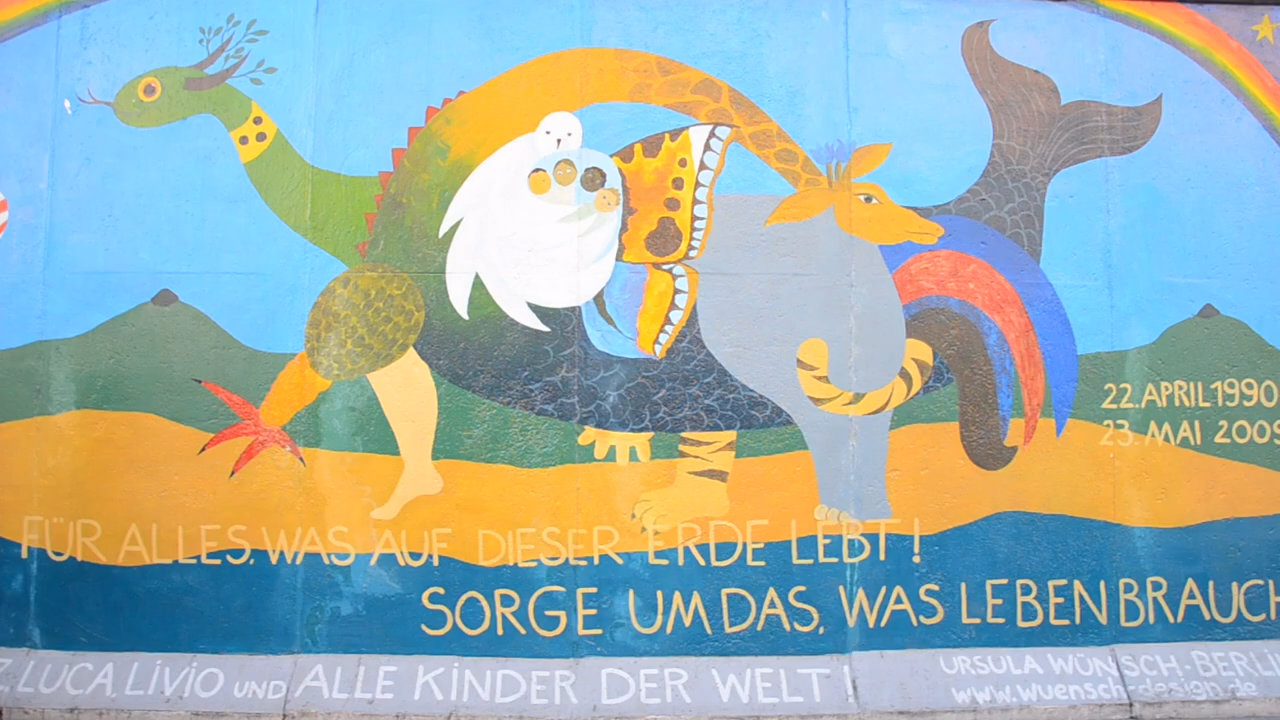 22. APRIL 1990
23. MAI 2009
FÜR ALLES, WAS AUF DIESER ERDE LEBT!
SORGE UM DAS, WAS LEBEN BRAUCH
Z, LUCA, LIVIO UND ALLE KINDER DER WELT!
URSULA WÜNSCH-BERLIN
www.wuensch-design.de